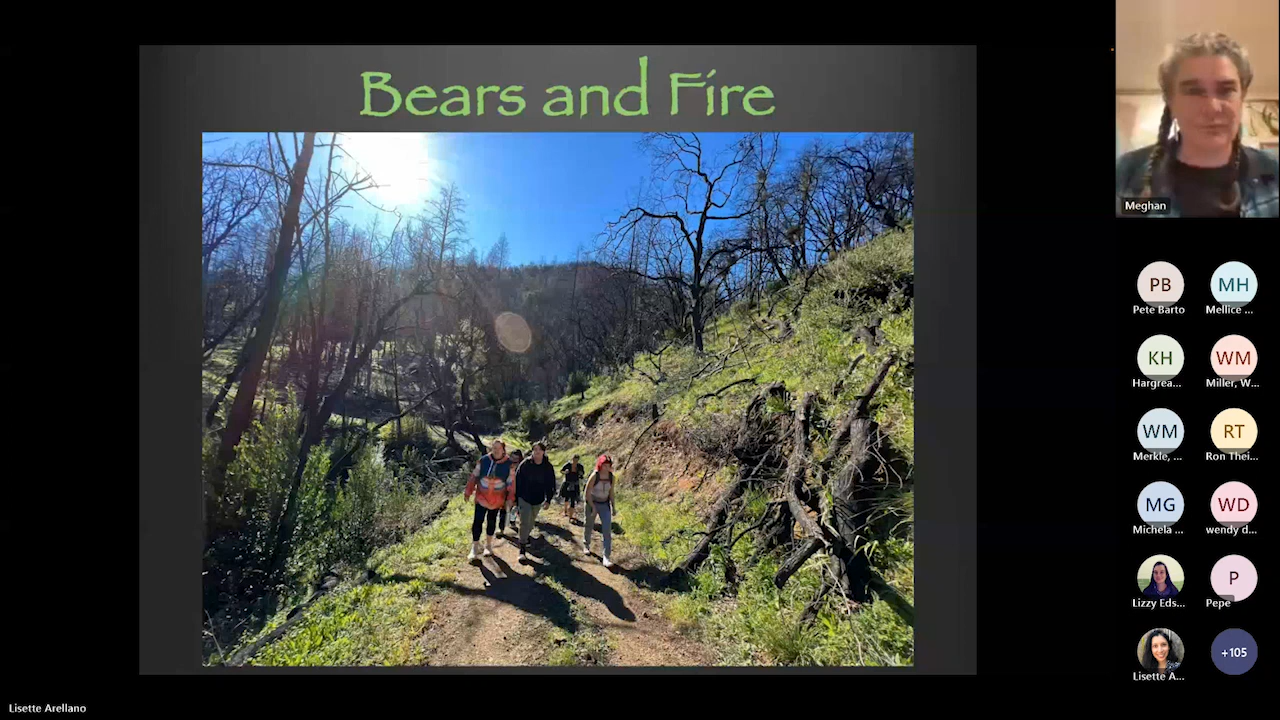 Bears and Fire
Meghan
PB
MH
Pete Barto
Mellice ...
KH
WM
Hargrea...
Miller, W...
WM
RT
Merkle, ...
Ron Thei...
MG
WD
Michela ...
wendy d...
P
Lizzy Eds...
Pepe
+105
Lisette A...
Lisette Arellano